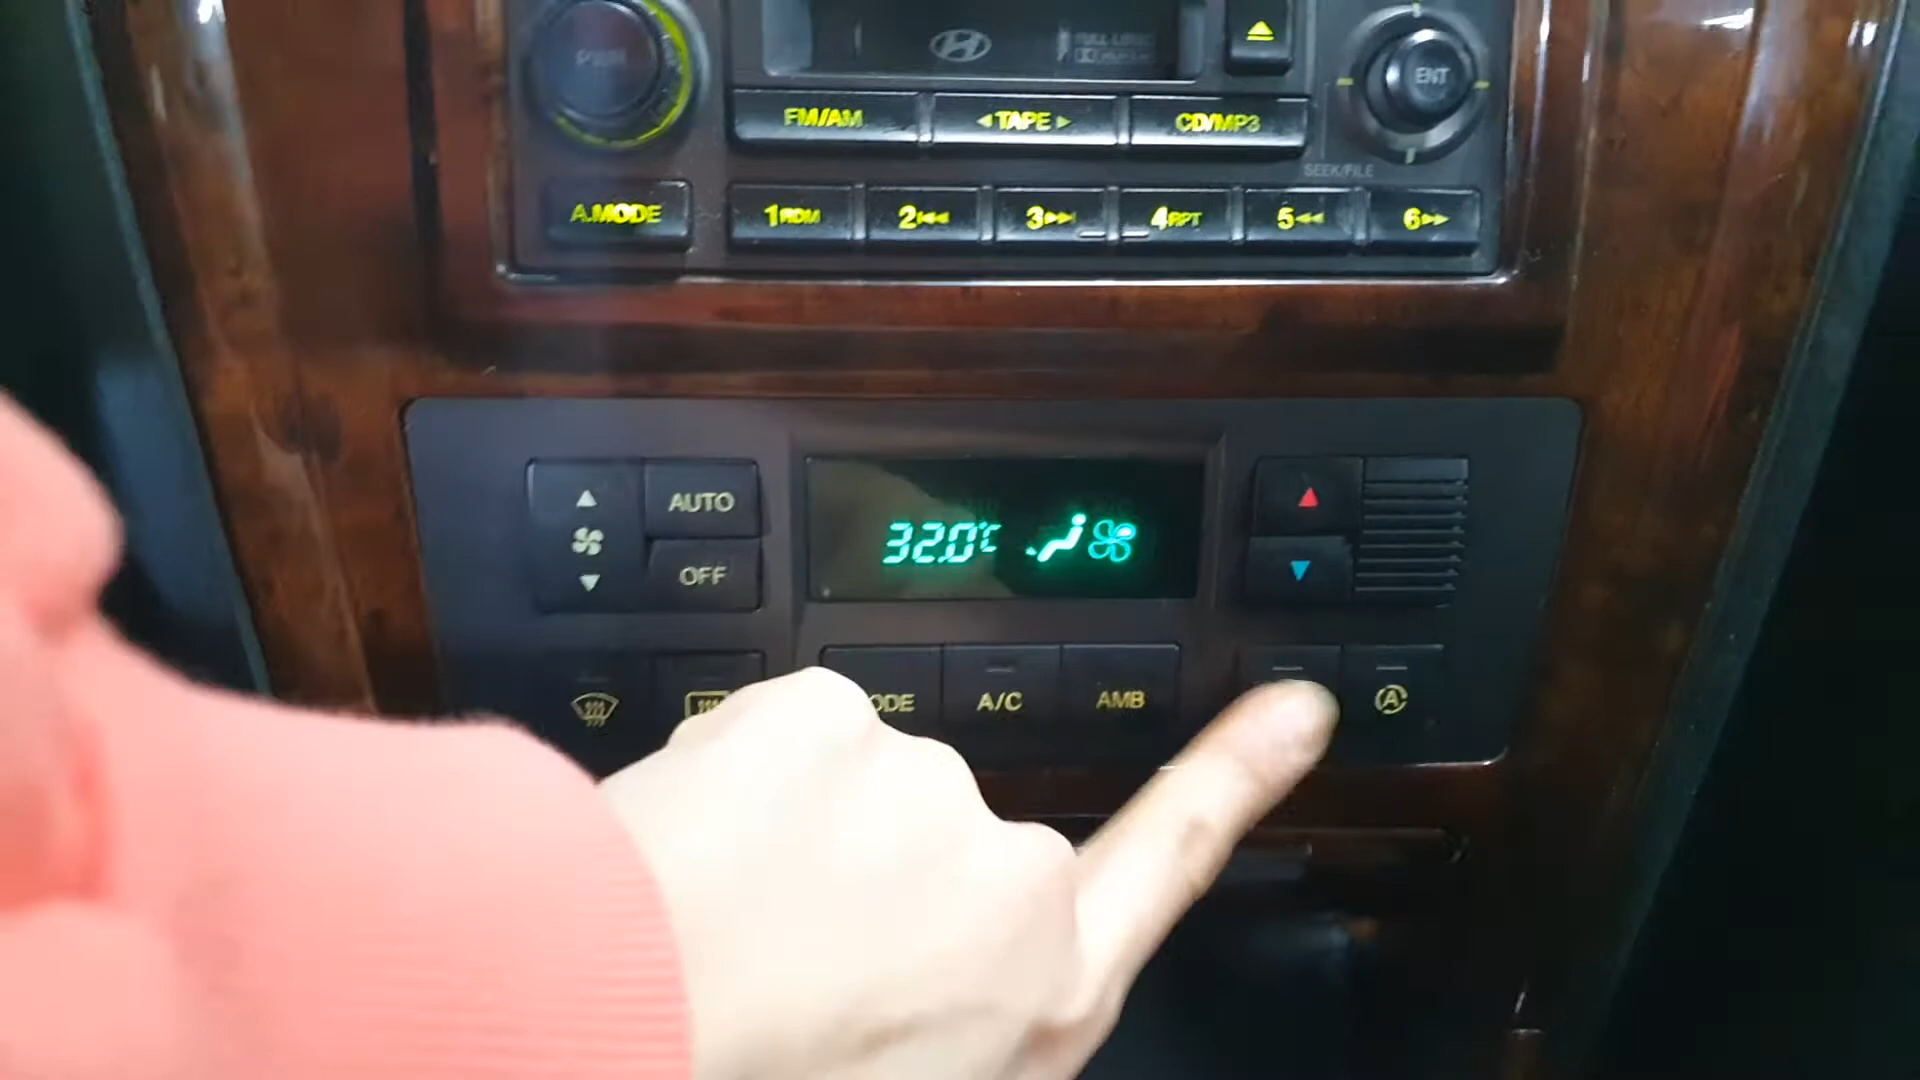 ENT
FM/AM
◄TAPE►
CD/MP3
SEEK/FILE
A.MODE
1RDM
2
3
4RPT
5
6
AUTO
OFF
32.0°C
A/C
AMB
A